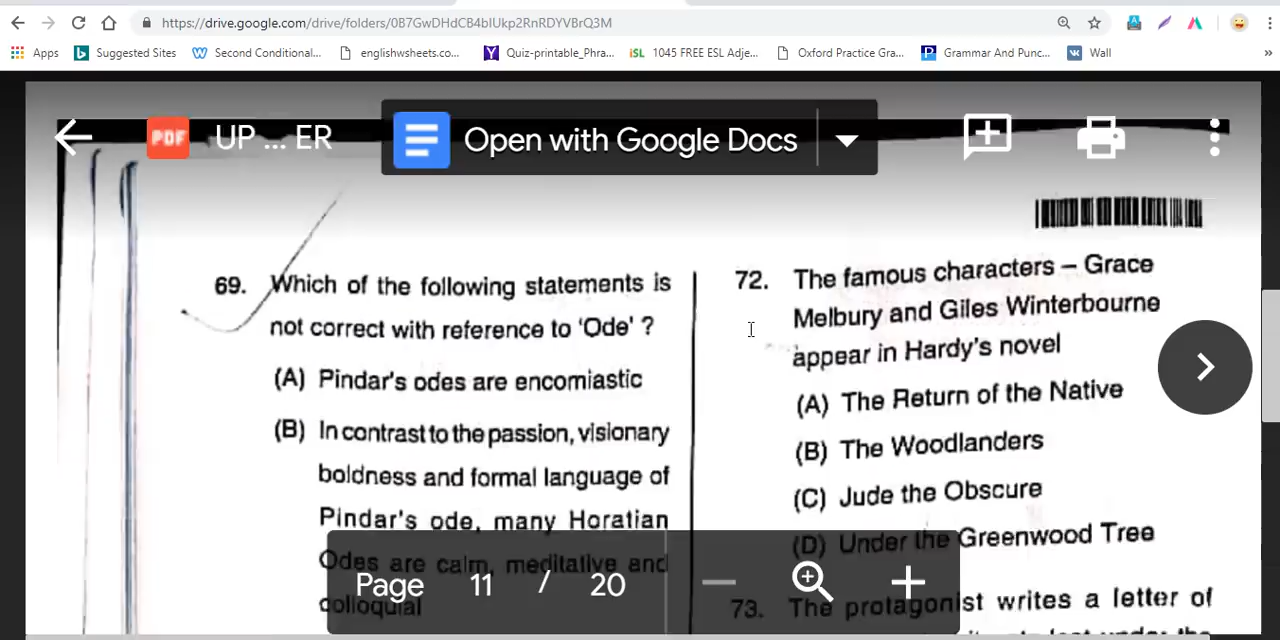 https://drive.google.com/drive/folders/0B7GwDHdCB4bIUkp2RnRDYVBrQ3M
Apps
Suggested Sites
Second Conditional...
englishwsheets.co...
Quiz-printable_Phra...
iSL 1045 FREE ESL Adje...
Oxford Practice Gra...
Grammar And Punc...
Wall
»
PDF UP ... ER
Open with Google Docs
69. Which of the following statements is
not correct with reference to 'Ode' ?
(A) Pindar's odes are encomiastic
(B) In contrast to the passion, visionary
boldness and formal language of
Pindar's ode, many Horatian
Odes are calm, meditative and
colloquial
72. The famous characters – Grace
Melbury and Giles Winterbourne
appear in Hardy's novel
(A) The Return of the Native
(B) The Woodlanders
(C) Jude the Obscure
(D) Under the Greenwood Tree
73. The protagonist writes a letter of
Page 11 / 20